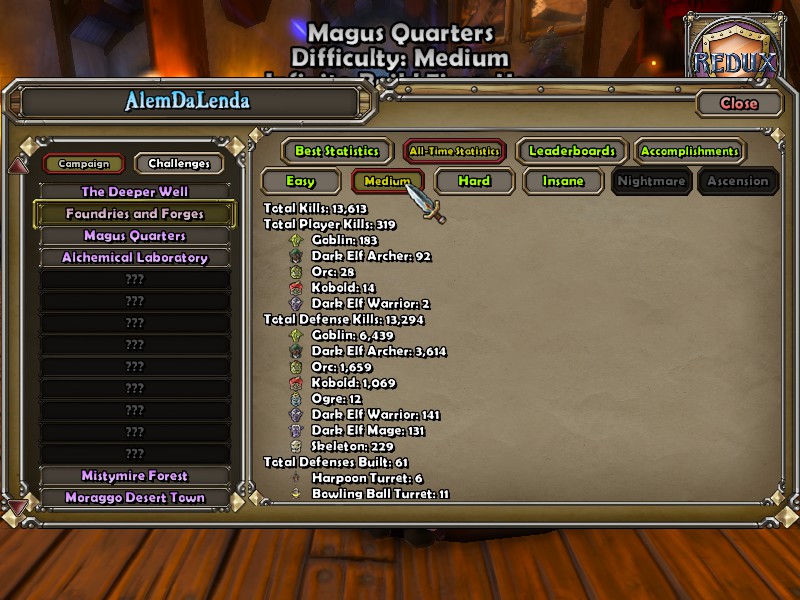 Magus Quarters
Difficulty: Medium
REDUX
AlemDaLenda
Close
Campaign
Challenges
The Deeper Well
Foundries and Forges
Magus Quarters
Alchemical Laboratory
???
???
???
???
???
???
???
???
???
Mistymire Forest
Moraggo Desert Town
Best Statistics
All-Time Statistics
Leaderboards
Accomplishments
Easy
Medium
Hard
Insane
Nightmare
Ascension
Total Kills: 13,613
Total Player Kills: 319
Goblin: 183
Dark Elf Archer: 92
Orc: 28
Kobold: 14
Dark Elf Warrior: 2
Total Defense Kills: 13,294
Goblin: 6,439
Dark Elf Archer: 3,614
Orc: 1,659
Kobold: 1,069
Ogre: 12
Dark Elf Warrior: 141
Dark Elf Mage: 131
Skeleton: 229
Total Defenses Built: 61
Harpoon Turret: 6
Bowling Ball Turret: 11